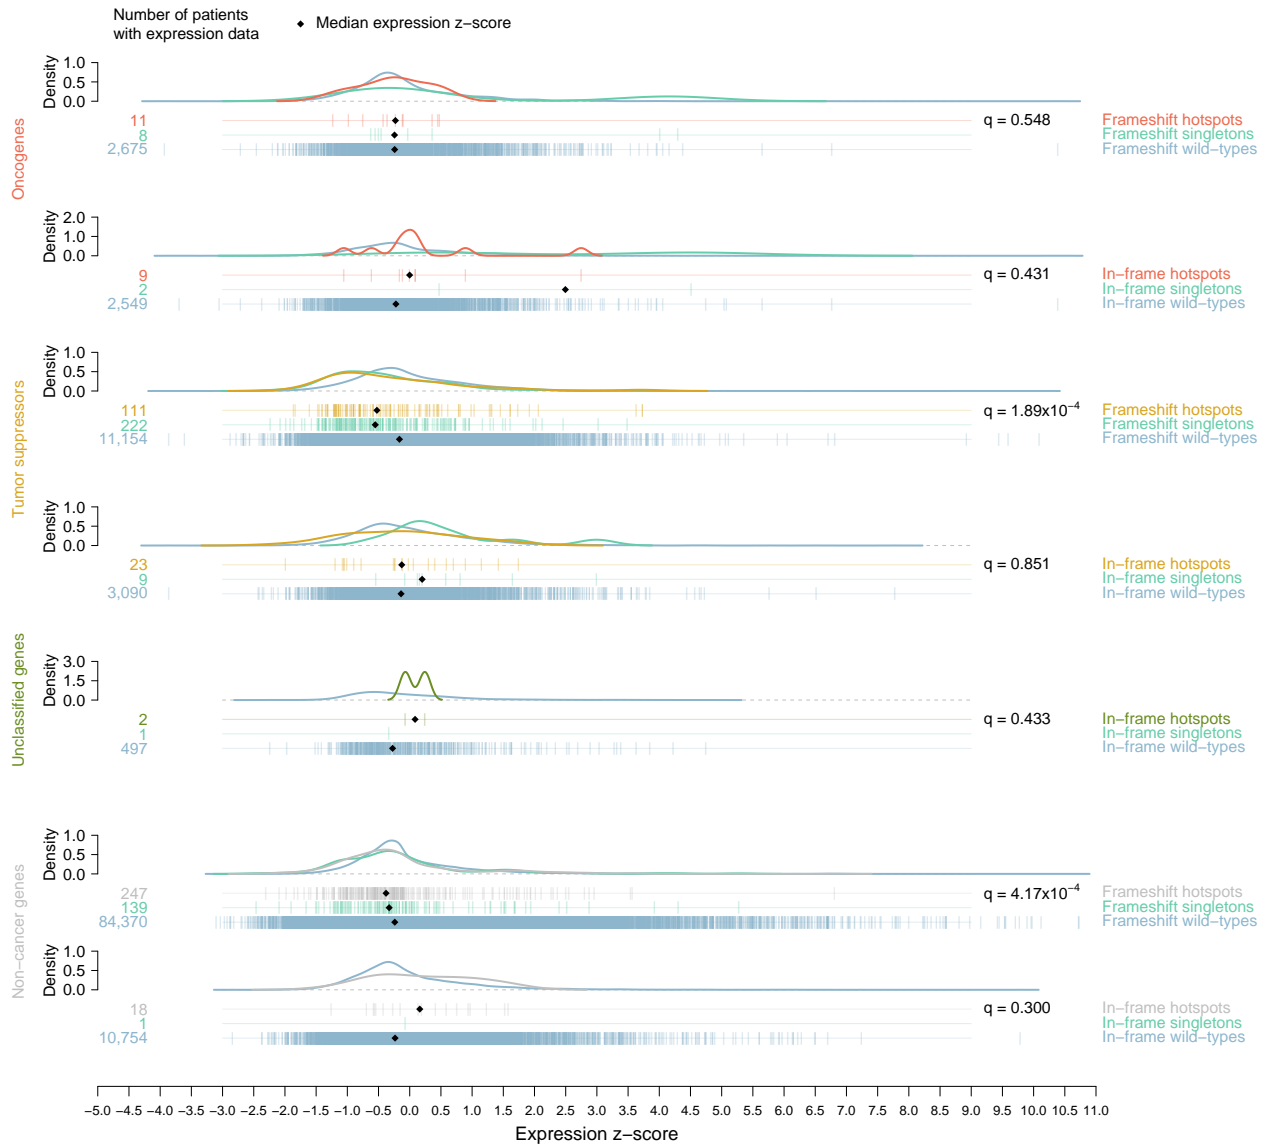 Number of patients
with expression data
Median expression z−score
Oncogenes
Density
1.0
0.5
0.0
11
8
2,675
q = 0.548
Frameshift hotspots
Frameshift singletons
Frameshift wild−types
Density
2.0
1.0
0.0
9
2
2,549
q = 0.431
In−frame hotspots
In−frame singletons
In−frame wild−types
Tumor suppressors
Density
1.0
0.5
0.0
111
222
11,154
q = 1.89x10−4
Frameshift hotspots
Frameshift singletons
Frameshift wild−types
Density
1.0
0.5
0.0
23
9
3,090
q = 0.851
In−frame hotspots
In−frame singletons
In−frame wild−types
Unclassified genes
Density
3.0
1.5
0.0
2
1
497
q = 0.433
In−frame hotspots
In−frame singletons
In−frame wild−types
Non−cancer genes
Density
1.0
0.5
0.0
247
139
84,370
q = 4.17x10−4
Frameshift hotspots
Frameshift singletons
Frameshift wild−types
Density
1.0
0.5
0.0
18
1
10,754
q = 0.300
In−frame hotspots
In−frame singletons
In−frame wild−types
−5.0 −4.5 −4.0 −3.5 −3.0 −2.5 −2.0 −1.5 −1.0 −0.5 0.0 0.5 1.0 1.5 2.0 2.5 3.0 3.5 4.0 4.5 5.0 5.5 6.0 6.5 7.0 7.5 8.0 8.5 9.0 9.5 10.0 10.5 11.0
Expression z−score